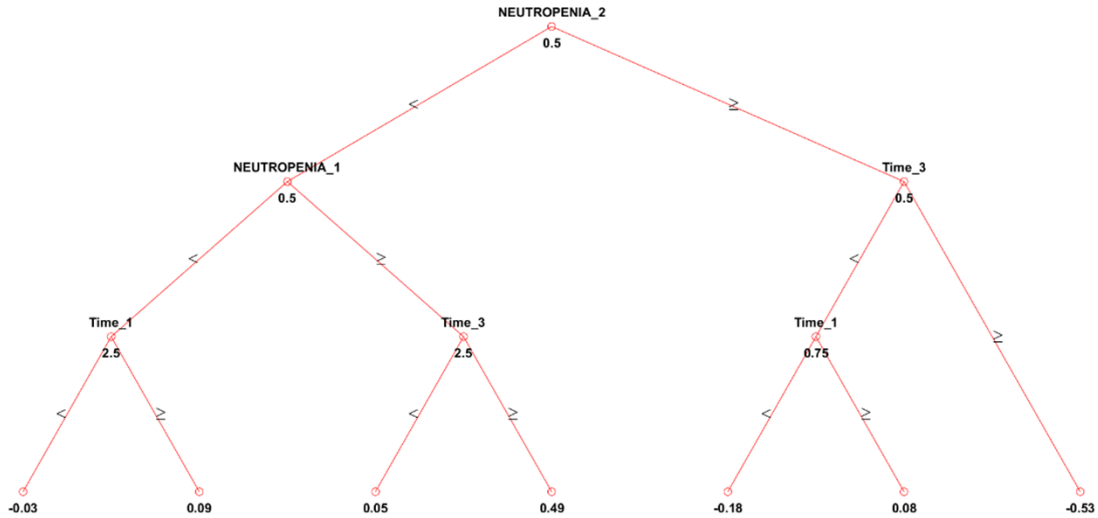 NEUTROPENIA_2
0.5
< ≥
NEUTROPENIA_1 Time_3
0.5 0.5
< ≥ <
Time_1 Time_3 Time_1 ≥
2.5 2.5 0.75
< ≥ < ≥ < ≥
-0.03 0.09 0.05 0.49 -0.18 0.08 -0.53